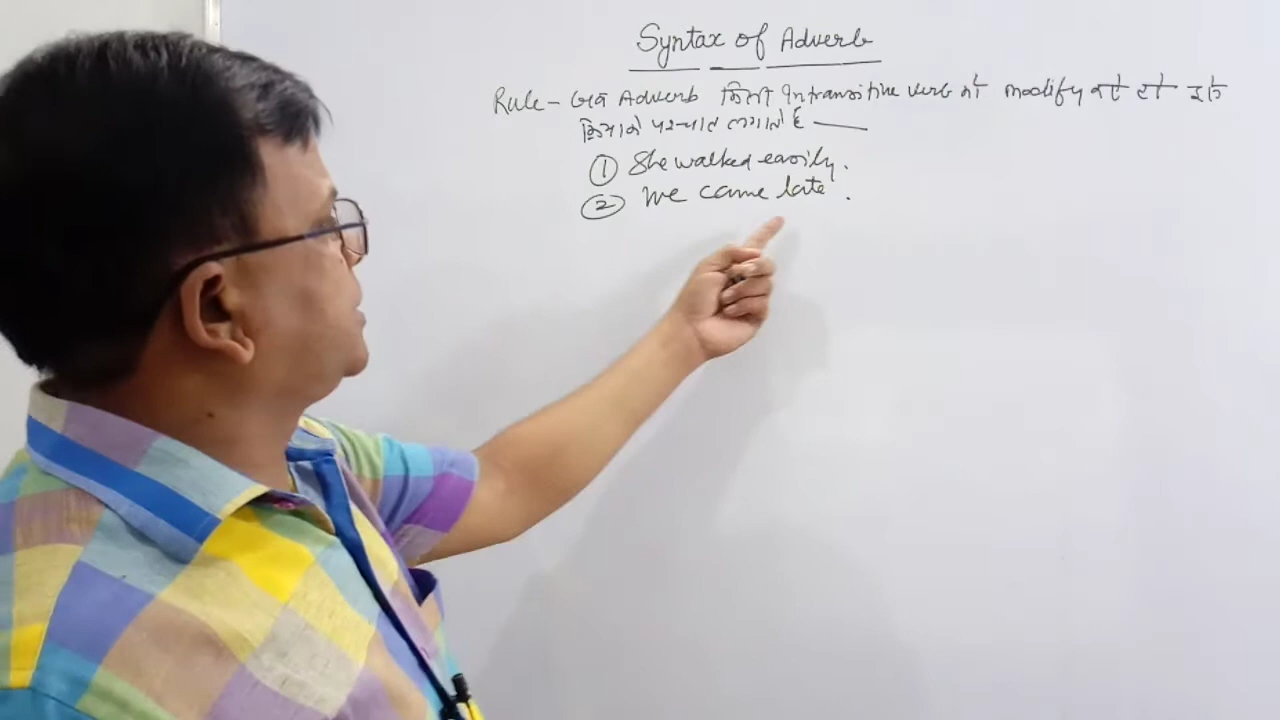 Syntax of Adverb
Rule - जब Adverb किसी Intransitive verb को modify करे तो इसे
क्रिया के पश्चात लगाते हैं —
① She walked easily.
② We came late.